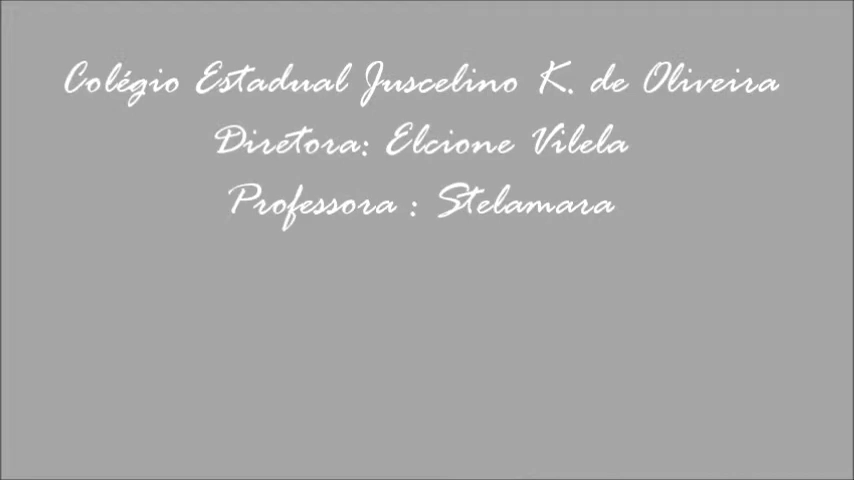 Colégio Estadual Juscelino K. de Oliveira
Diretora: Elcione Vilela
Professora : Stelamara